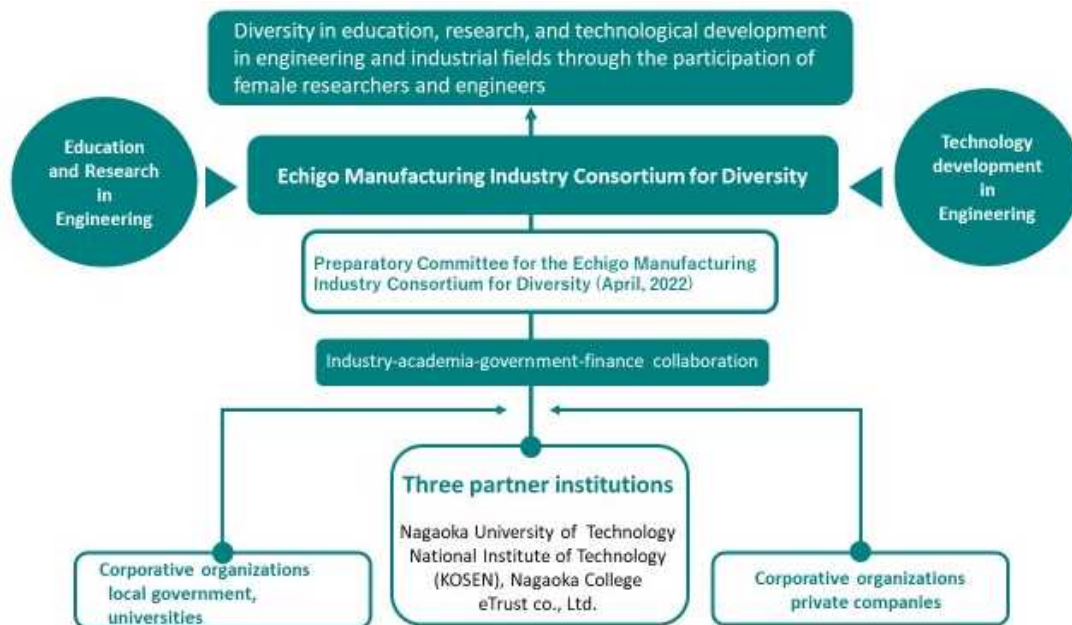 Diversity in education, research, and technological development
in engineering and industrial fields through the participation of
female researchers and engineers
Education
and Research
in
Engineering
Echigo Manufacturing Industry Consortium for Diversity
Technology
development
in
Engineering
Preparatory Committee for the Echigo Manufacturing
Industry Consortium for Diversity (April, 2022)
Industry-academia-government-finance collaboration
Three partner institutions
Nagaoka University of Technology
National Institute of Technology
(KOSEN), Nagaoka College
eTrust co., Ltd.
Corporative organizations
local government,
universities
Corporative organizations
private companies